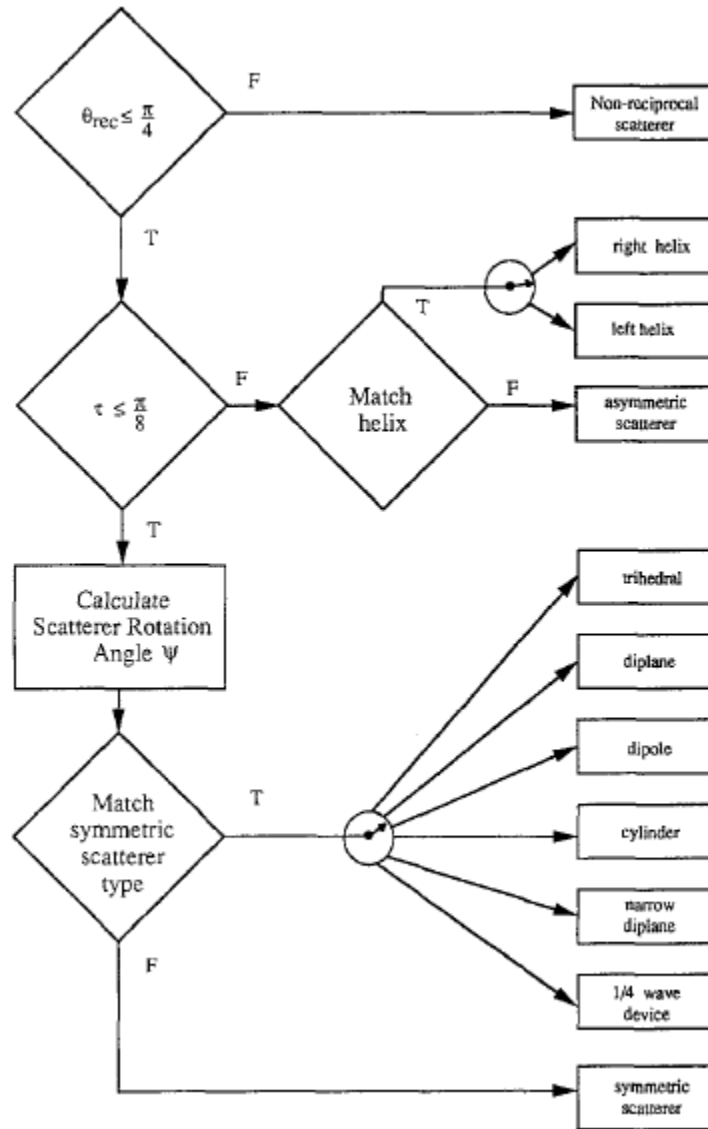 θrec ≤ π/4
F
Non-reciprocal
scatterer
T
τ ≤ π/8
F
Match
helix
T
right helix
left helix
F
asymmetric
scatterer
T
Calculate
Scatterer Rotation
Angle ψ
Match
symmetric
scatterer
type
T
trihedral
diplane
dipole
cylinder
narrow
diplane
1/4 wave
device
F
symmetric
scatterer